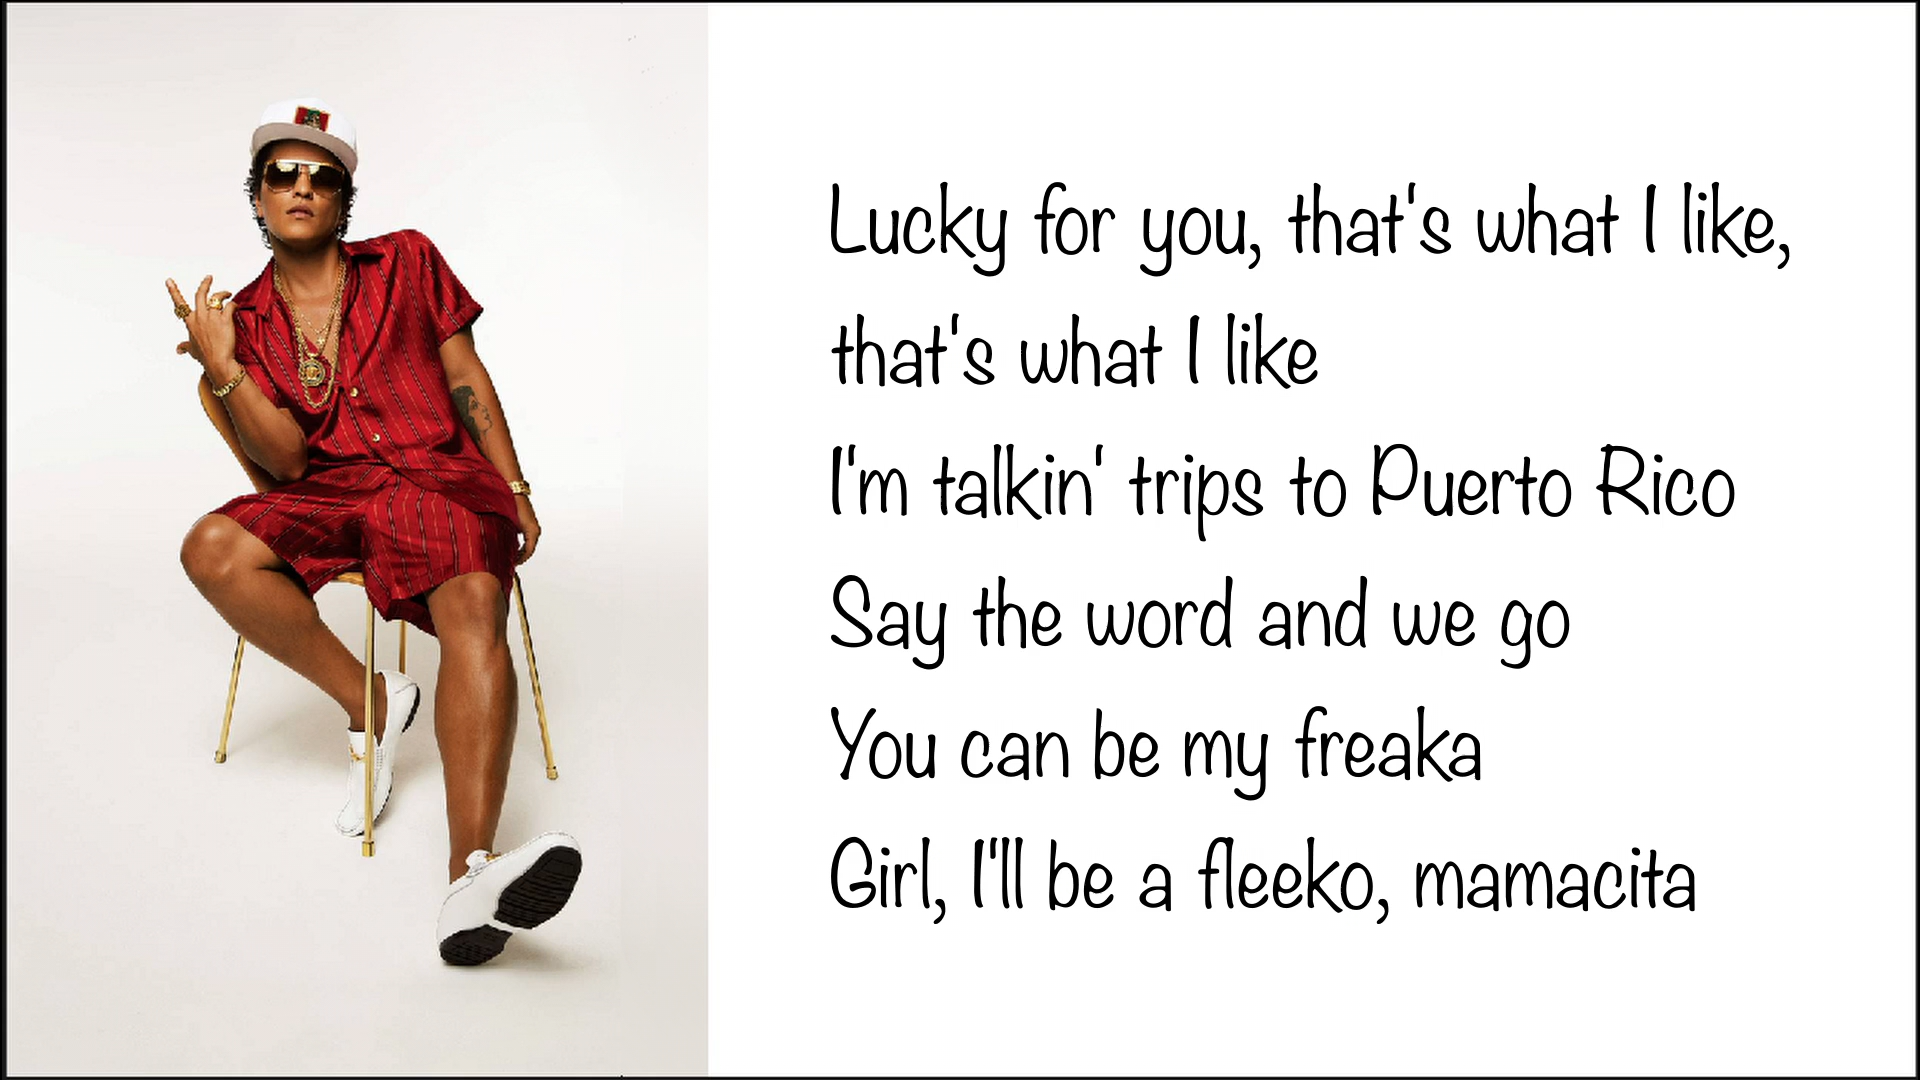 Lucky for you, that's what I like,
that's what I like
I'm talkin' trips to Puerto Rico
Say the word and we go
You can be my freaka
Girl, I'll be a fleeko, mamacita